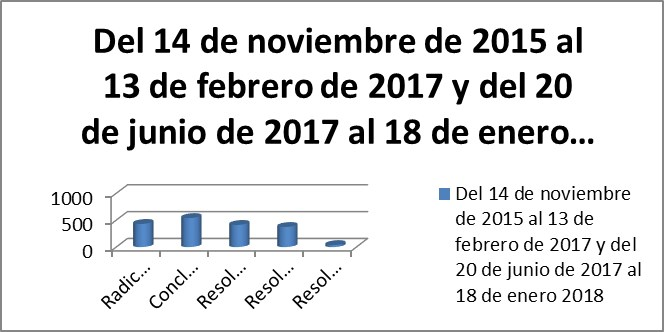 Del 14 de noviembre de 2015 al
13 de febrero de 2017 y del 20
de junio de 2017 al 18 de enero...
1000
500
0
Radic...
Concl...
Resol...
Resol...
Resol...
Del 14 de noviembre
de 2015 al 13 de
febrero de 2017 y del
20 de junio de 2017 al
18 de enero 2018